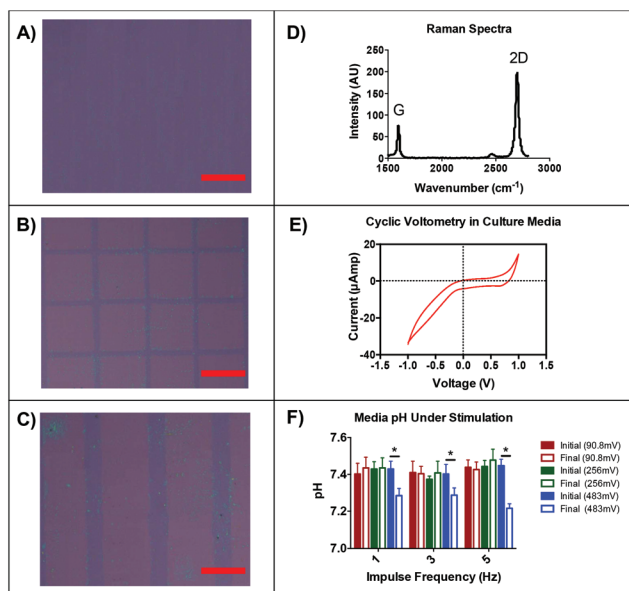 A)
B)
C)
D)
Raman Spectra
2D
G
Intensity (AU)
250
200
150
100
50
0
1500 2000 2500 3000
Wavenumber (cm-1)
E)
Cyclic Voltometry in Culture Media
Current (µAmp)
20
0
-20
-40
-1.5 -1.0 -0.5 0.0 0.5 1.0 1.5
Voltage (V)
F)
Media pH Under Stimulation
pH
7.6
7.4
7.2
7.0
* * *
1 3 5
Impulse Frequency (Hz)
Initial (90.8mV)
Final (90.8mV)
Initial (256mV)
Final (256mV)
Initial (483mV)
Final (483mV)